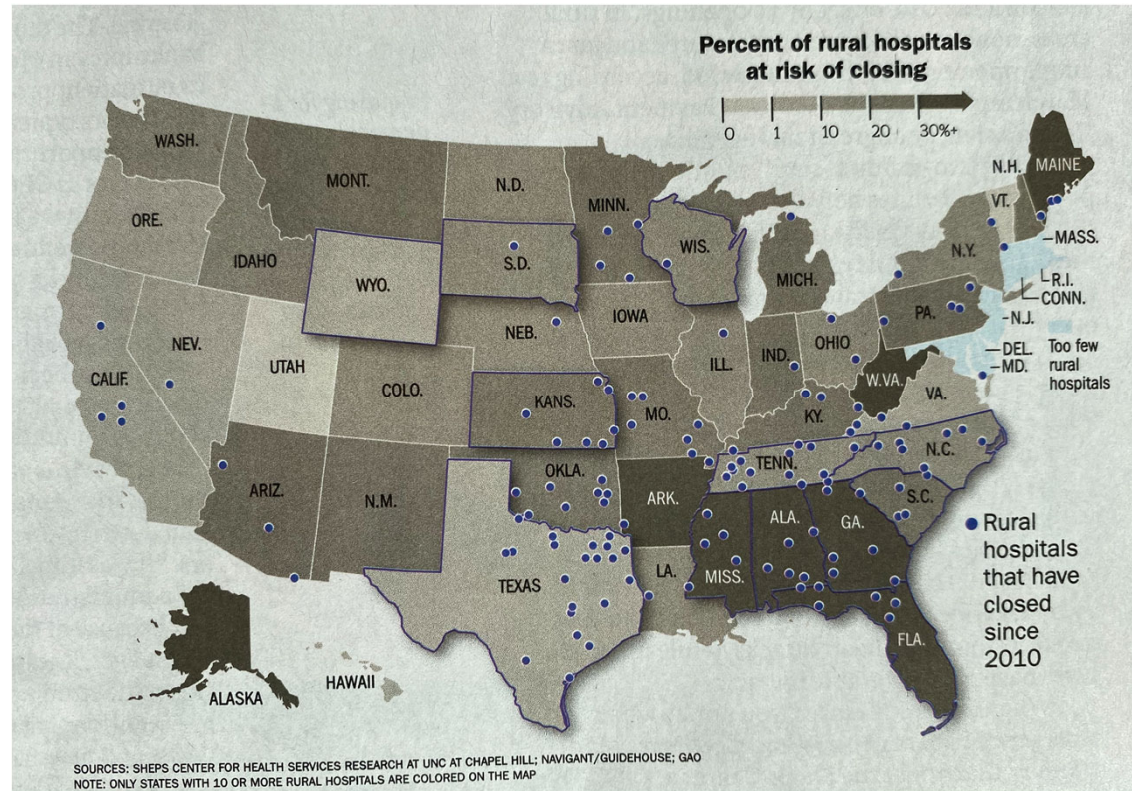 Percent of rural hospitals
at risk of closing
0 1 10 20 30%+
WASH.
MONT.
N.D.
MINN.
N.H.
MAINE
VT.
ORE.
IDAHO
WYO.
S.D.
WIS.
MICH.
N.Y.
MASS.
R.I.
CONN.
N.J.
NEB.
IOWA
PA.
DEL.
MD.
Too few
rural
hospitals
NEV.
UTAH
COLO.
CALIF.
KANS.
MO.
ILL.
IND.
OHIO
W.VA.
VA.
KY.
ARIZ.
N.M.
OKLA.
ARK.
TENN.
N.C.
S.C.
TEXAS
LA.
MISS.
ALA.
GA.
FLA.
Rural
hospitals
that have
closed
since
2010
ALASKA
HAWAII
SOURCES: SHEPS CENTER FOR HEALTH SERVICES RESEARCH AT UNC AT CHAPEL HILL; NAVIGANT/GUIDEHOUSE; GAO
NOTE: ONLY STATES WITH 10 OR MORE RURAL HOSPITALS ARE COLORED ON THE MAP